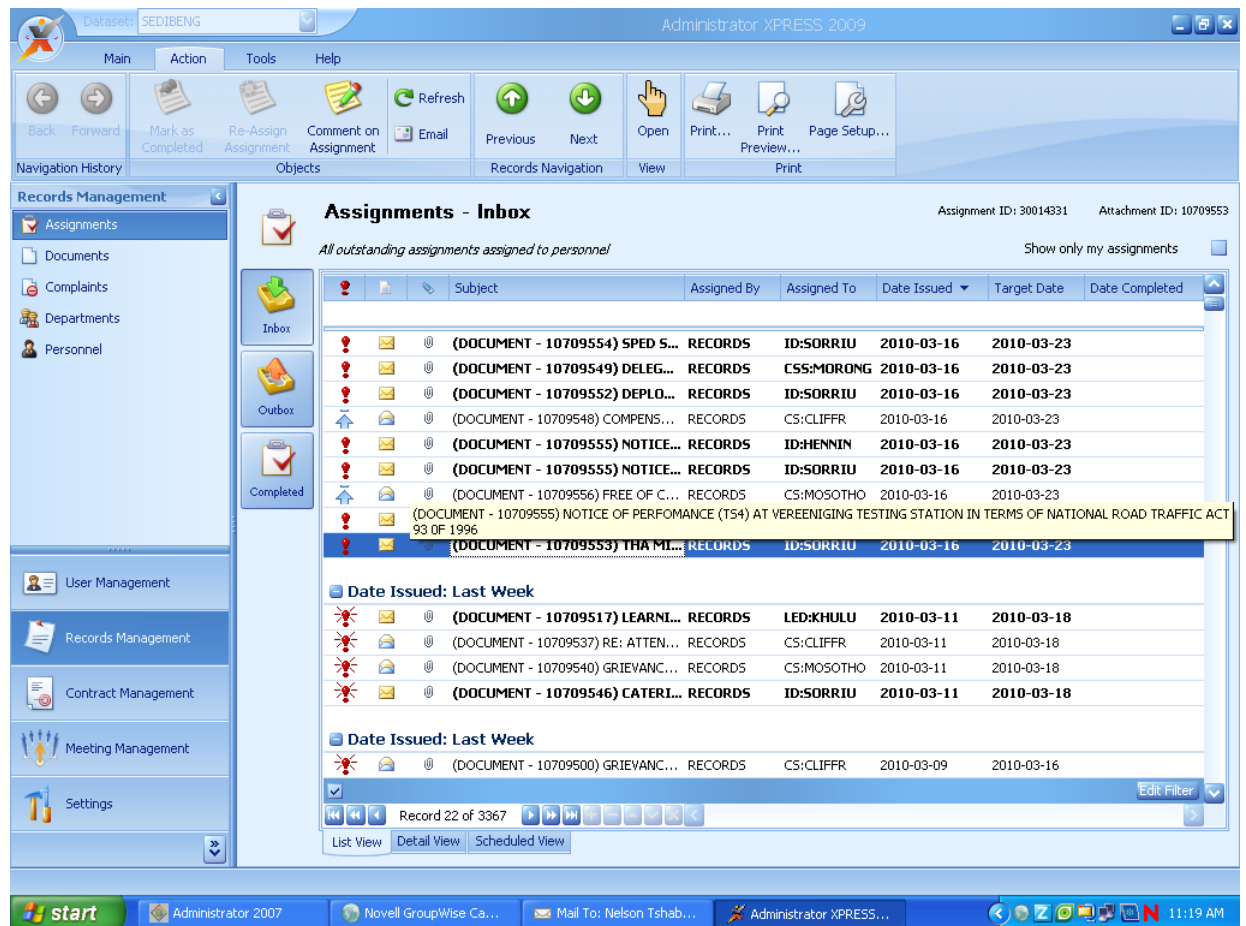 Dataset: SEDIBENG
Administrator XPRESS 2009
Main Action Tools Help
Back Forward
Mark as Completed
Re-Assign Assignment
Comment on Assignment
Refresh
Email
Previous Next
Open
Print... Print Preview... Page Setup...
Navigation History Objects Records Navigation View Print
Records Management
Assignments
Documents
Complaints
Departments
Personnel
User Management
Records Management
Contract Management
Meeting Management
Settings
Inbox
Outbox
Completed
Assignments - Inbox
Assignment ID: 30014331 Attachment ID: 10709553
All outstanding assignments assigned to personnel
Show only my assignments
Subject Assigned By Assigned To Date Issued Target Date Date Completed
(DOCUMENT - 10709554) SPED S... RECORDS ID:SORRIU 2010-03-16 2010-03-23
(DOCUMENT - 10709549) DELEG... RECORDS CSS:MORONG 2010-03-16 2010-03-23
(DOCUMENT - 10709552) DEPLO... RECORDS ID:SORRIU 2010-03-16 2010-03-23
(DOCUMENT - 10709548) COMPENS... RECORDS CS:CLIFFR 2010-03-16 2010-03-23
(DOCUMENT - 10709555) NOTICE... RECORDS ID:HENNIN 2010-03-16 2010-03-23
(DOCUMENT - 10709555) NOTICE... RECORDS ID:SORRIU 2010-03-16 2010-03-23
(DOCUMENT - 10709556) FREE OF C... RECORDS CS:MOSOTHO 2010-03-16 2010-03-23
(DOCUMENT - 10709555) NOTICE OF PERFOMANCE (TS4) AT VEREENIGING TESTING STATION IN TERMS OF NATIONAL ROAD TRAFFIC ACT
93 0F 1996
(DOCUMENT - 10709553) THA MI... RECORDS ID:SORRIU 2010-03-16 2010-03-23
Date Issued: Last Week
(DOCUMENT - 10709517) LEARNI... RECORDS LED:KHULU 2010-03-11 2010-03-18
(DOCUMENT - 10709537) RE: ATTEN... RECORDS CS:CLIFFR 2010-03-11 2010-03-18
(DOCUMENT - 10709540) GRIEVANC... RECORDS CS:MOSOTHO 2010-03-11 2010-03-18
(DOCUMENT - 10709546) CATERI... RECORDS ID:SORRIU 2010-03-11 2010-03-18
Date Issued: Last Week
(DOCUMENT - 10709500) GRIEVANC... RECORDS CS:CLIFFR 2010-03-09 2010-03-16
Edit Filter
Record 22 of 3367
List View Detail View Scheduled View
start
Administrator 2007
Novell GroupWise Ca...
Mail To: Nelson Tshab...
Administrator XPRESS...
11:19 AM